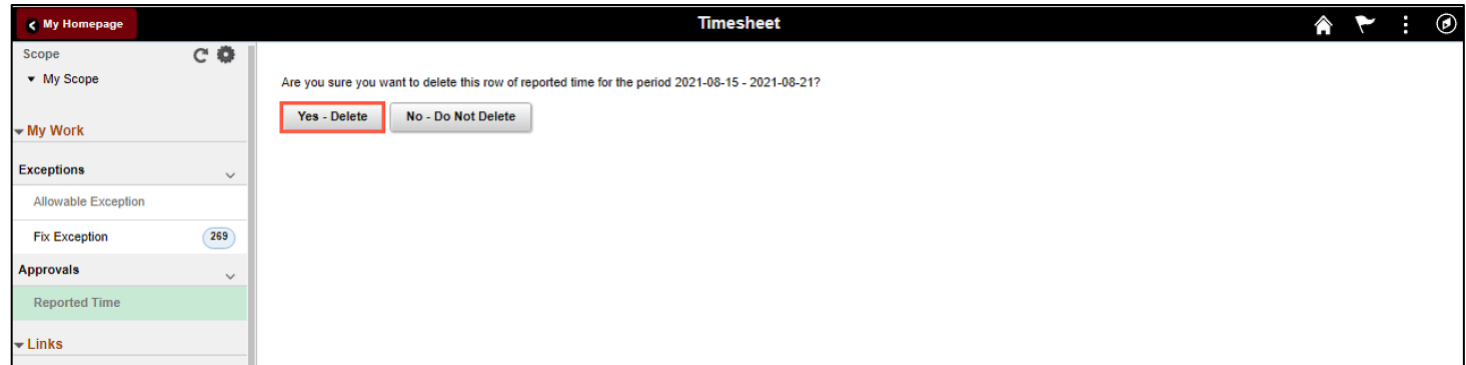 My Homepage
Timesheet
Scope
My Scope
My Work
Exceptions
Allowable Exception
Fix Exception 269
Approvals
Reported Time
Links
Are you sure you want to delete this row of reported time for the period 2021-08-15 - 2021-08-21?
Yes - Delete No - Do Not Delete